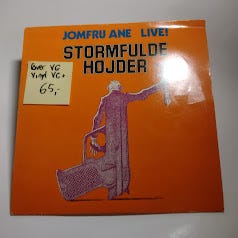 JOMFRU ANE LIVE!
STORMFULDE
HØJDER
Cover VG
Vinyl VG+
65,-